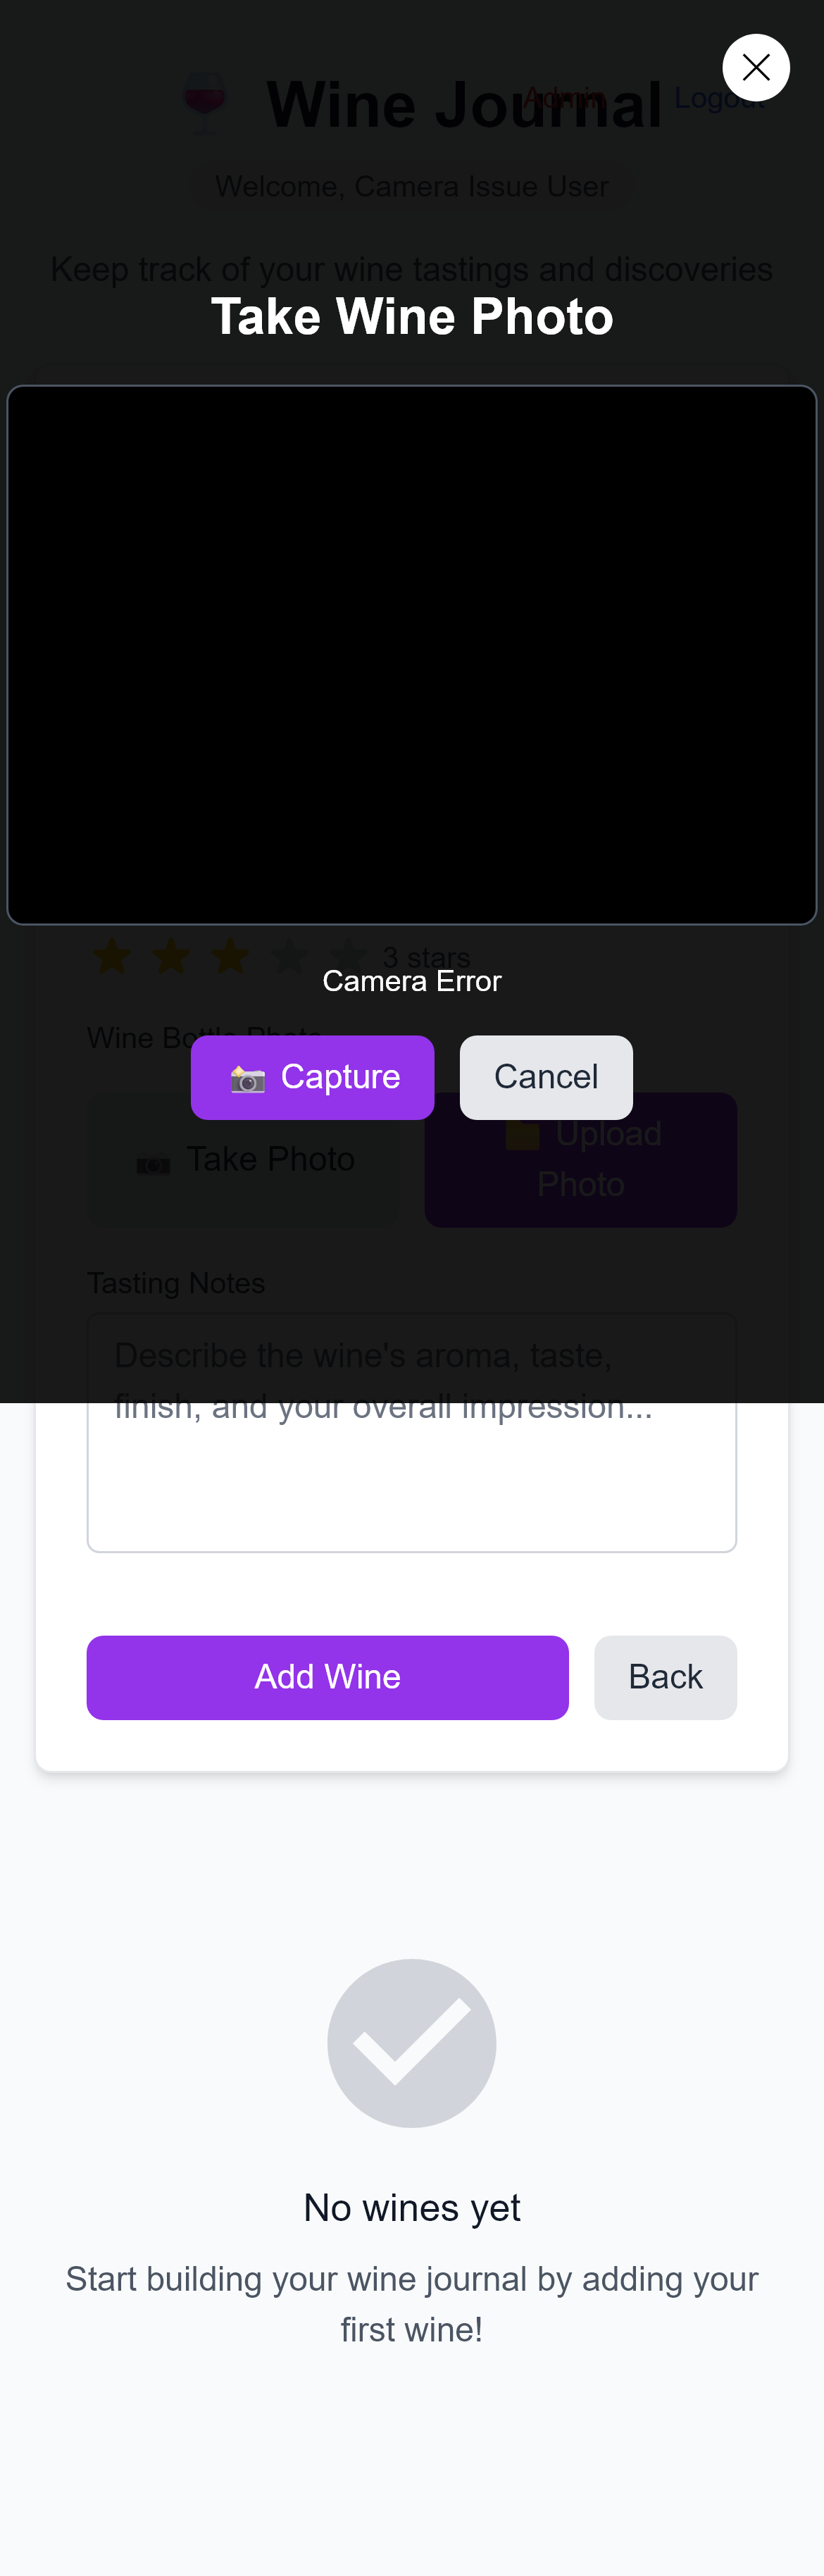 Wine Journal
Admin
Logout
Welcome, Camera Issue User
Keep track of your wine tastings and discoveries
Take Wine Photo
3 stars
Camera Error
Wine Bottle Photo
Capture
Cancel
Take Photo
Upload
Photo
Tasting Notes
Describe the wine's aroma, taste,
finish, and your overall impression...
Add Wine
Back
No wines yet
Start building your wine journal by adding your
first wine!